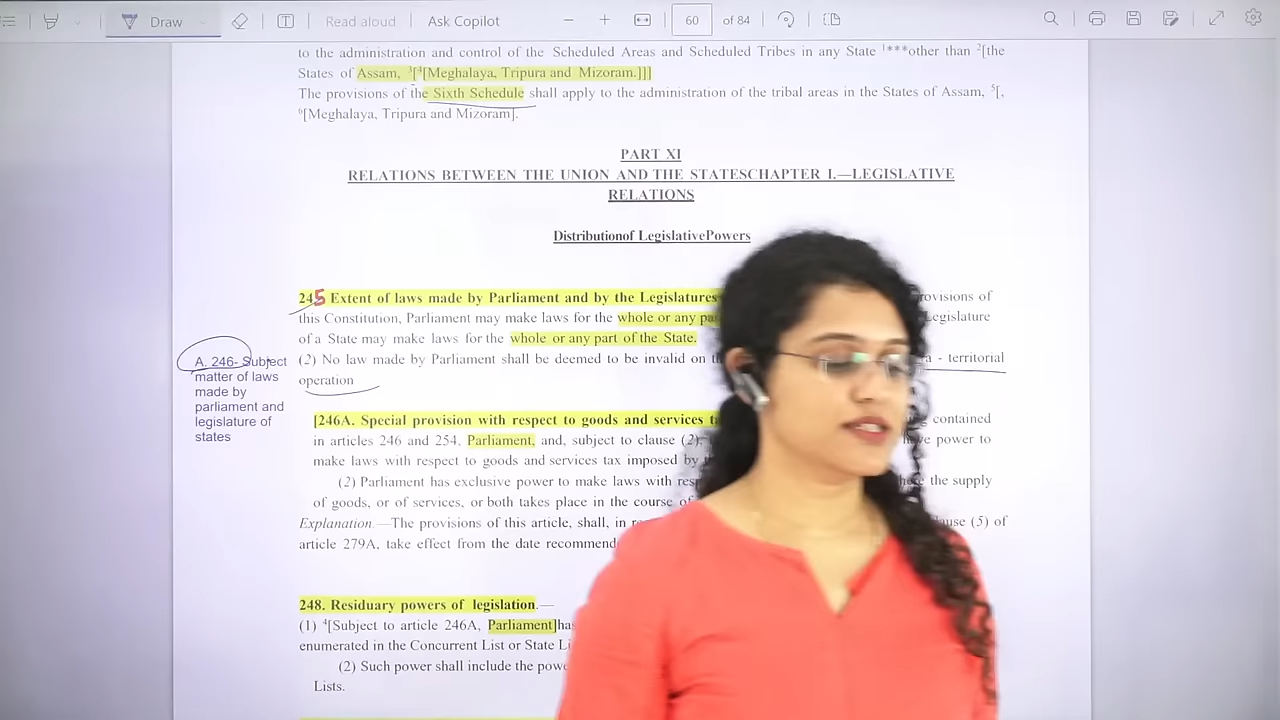 Draw
Read aloud
Ask Copilot
60 of 84
to the administration and control of the Scheduled Areas and Scheduled Tribes in any State 1***other than 2[the
States of Assam, 3[4[Meghalaya, Tripura and Mizoram.]]]
The provisions of the Sixth Schedule shall apply to the administration of the tribal areas in the States of Assam, 5[,
6[Meghalaya, Tripura and Mizoram].
PART XI
RELATIONS BETWEEN THE UNION AND THE STATESCHAPTER I.—LEGISLATIVE
RELATIONS
Distributionof LegislativePowers
245 Extent of laws made by Parliament and by the Legislatures
this Constitution, Parliament may make laws for the whole or any Legislature
of a State may make laws for the whole or any part of the State.
(2) No law made by Parliament shall be deemed to be invalid on - territorial
operation
A. 246- Subject
matter of laws
made by
parliament and
legislature of
states
[246A. Special provision with respect to goods and services contained
in articles 246 and 254, Parliament, and, subject to clause (2), power to
make laws with respect to goods and services tax imposed by
(2) Parliament has exclusive power to make laws with the supply
of goods, or of services, or both takes place in the course of
Explanation.—The provisions of this article, shall, in (5) of
article 279A, take effect from the date
248. Residuary powers of legislation.—
(1) 4[Subject to article 246A, Parliament]has
enumerated in the Concurrent List or State
(2) Such power shall include the
Lists.